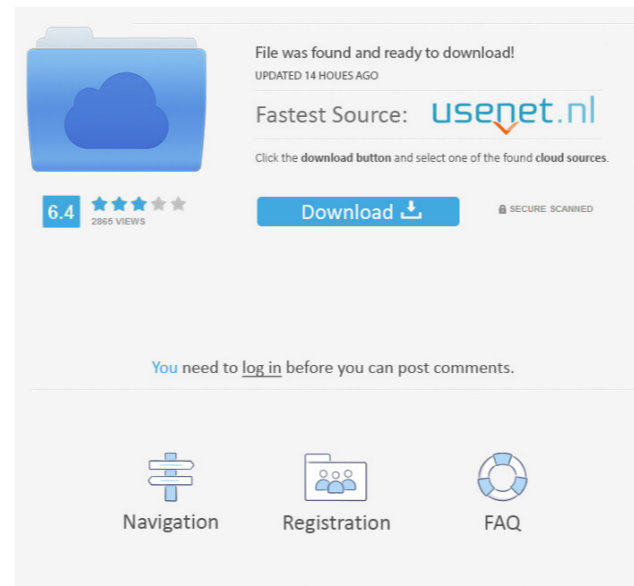 File was found and ready to download!
UPDATED 14 HOUES AGO
Fastest Source: usenet.nl
Click the download button and select one of the found cloud sources.
6.4
2865 VIEWS
Download
SECURE SCANNED
You need to log in before you can post comments.
Navigation
Registration
FAQ